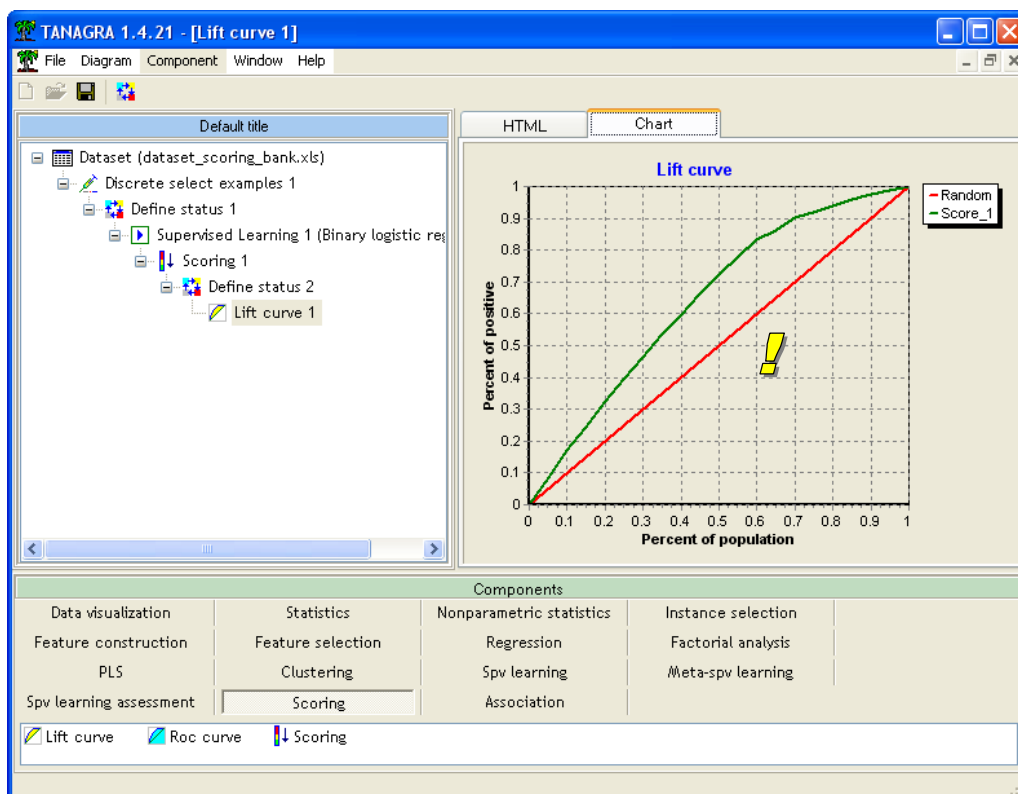 TANAGRA 1.4.21 - [Lift curve 1]
File Diagram Component Window Help
Default title
Dataset (dataset_scoring_bank.xls)
Discrete select examples 1
Define status 1
Supervised Learning 1 (Binary logistic reg
Scoring 1
Define status 2
Lift curve 1
HTML Chart
Lift curve
Random
Score_1
Percent of positive
1
0.9
0.8
0.7
0.6
0.5
0.4
0.3
0.2
0.1
0
0 0.1 0.2 0.3 0.4 0.5 0.6 0.7 0.8 0.9 1
Percent of population
Components
Data visualization Statistics Nonparametric statistics Instance selection
Feature construction Feature selection Regression Factorial analysis
PLS Clustering Spv learning Meta-spv learning
Spv learning assessment Scoring Association
Lift curve Roc curve Scoring